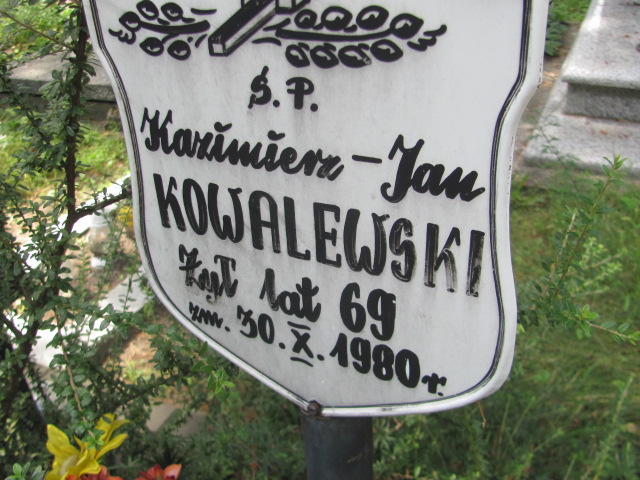 Ś. P.
Kazimierz - Jan
KOWALEWSKI
Żył lat 69
zm. 30. X. 1980 r.